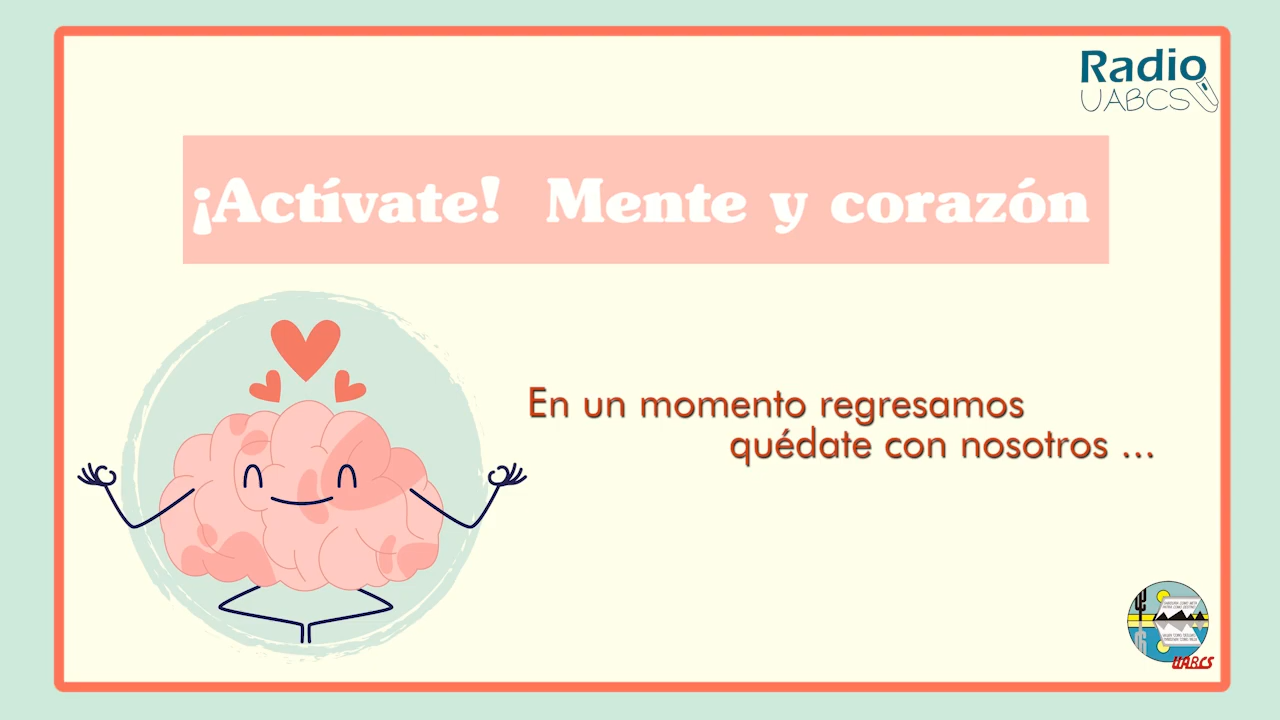 Radio
UABCS
¡Actívate! Mente y corazón
En un momento regresamos
quédate con nosotros ...
UABCS